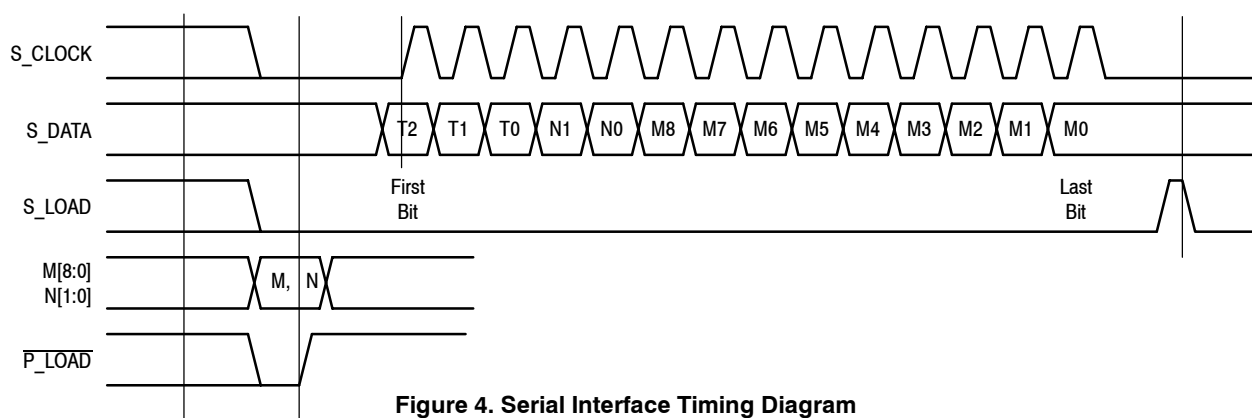 S_CLOCK
S_DATA
T2 T1 T0 N1 N0 M8 M7 M6 M5 M4 M3 M2 M1 M0
First
Bit
Last
Bit
S_LOAD
M[8:0]
N[1:0]
M, N
P_LOAD
Figure 4. Serial Interface Timing Diagram